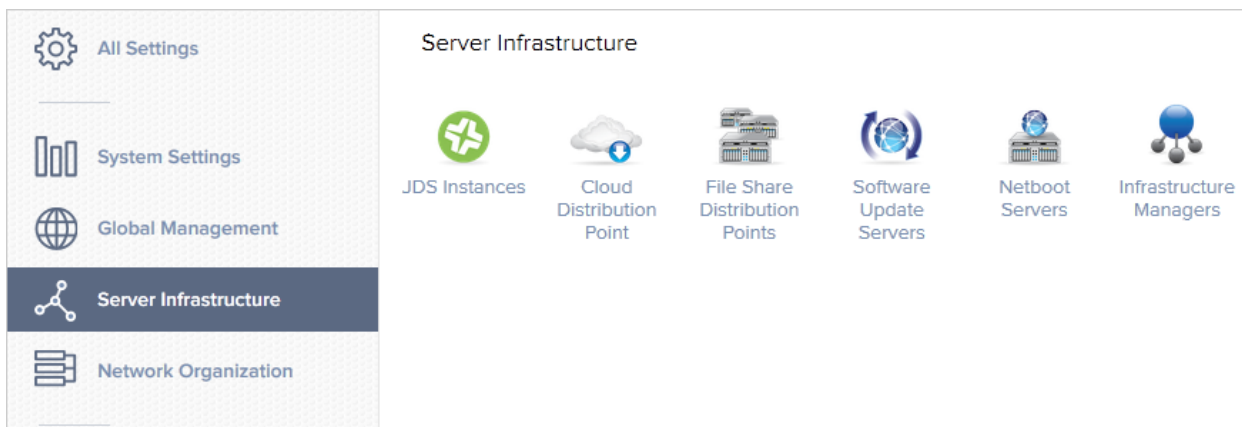 All Settings
System Settings
Global Management
Server Infrastructure
Network Organization
Server Infrastructure
JDS Instances
Cloud
Distribution
Point
File Share
Distribution
Points
Software
Update
Servers
Netboot
Servers
Infrastructure
Managers